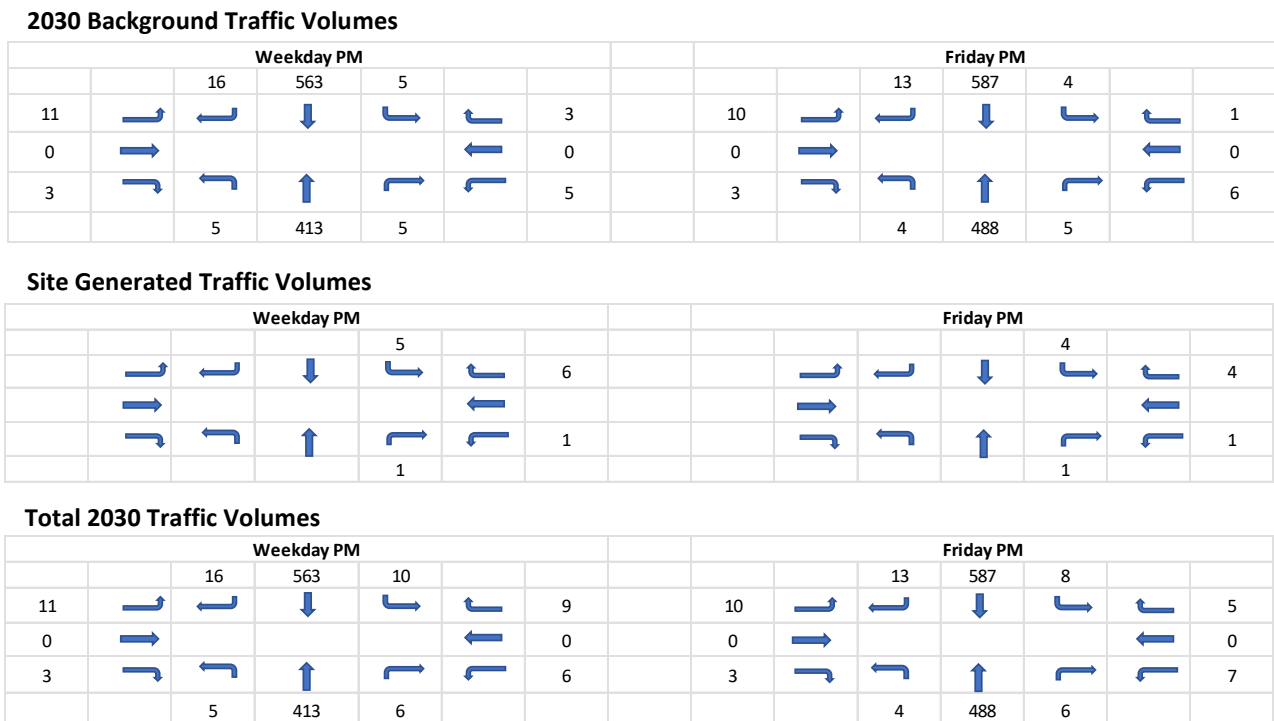 2030 Background Traffic Volumes
Weekday PM Friday PM
16 563 5 13 587 4
11 3 10 1
0 0 0 0
3 5 3 6
5 413 5 4 488 5
Site Generated Traffic Volumes
Weekday PM Friday PM
5 4
6 4
1 1
1 1
Total 2030 Traffic Volumes
Weekday PM Friday PM
16 563 10 13 587 8
11 9 10 5
0 0 0 0
3 6 3 7
5 413 6 4 488 6